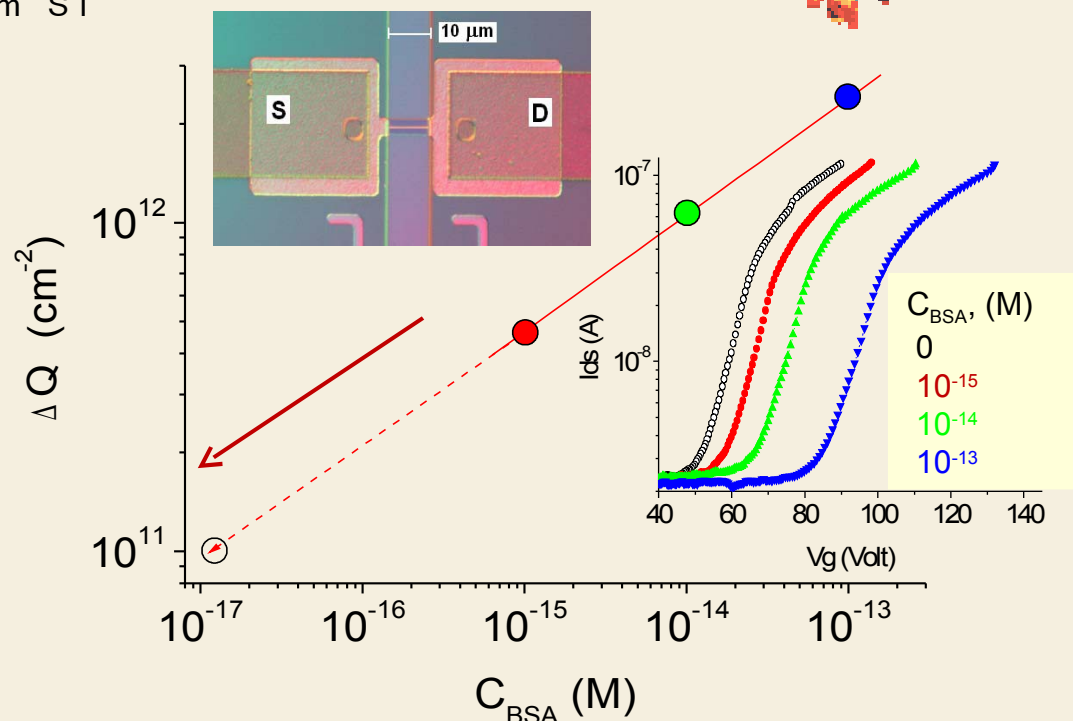 m S1
10 μm
S
D
10^12
10^11
Δ Q (cm^-2)
10^-17 10^-16 10^-15 10^-14 10^-13
C_BSA (M)
10^-7
10^-8
Ids (A)
40 60 80 100 120 140
Vg (Volt)
C_BSA, (M)
0
10^-15
10^-14
10^-13